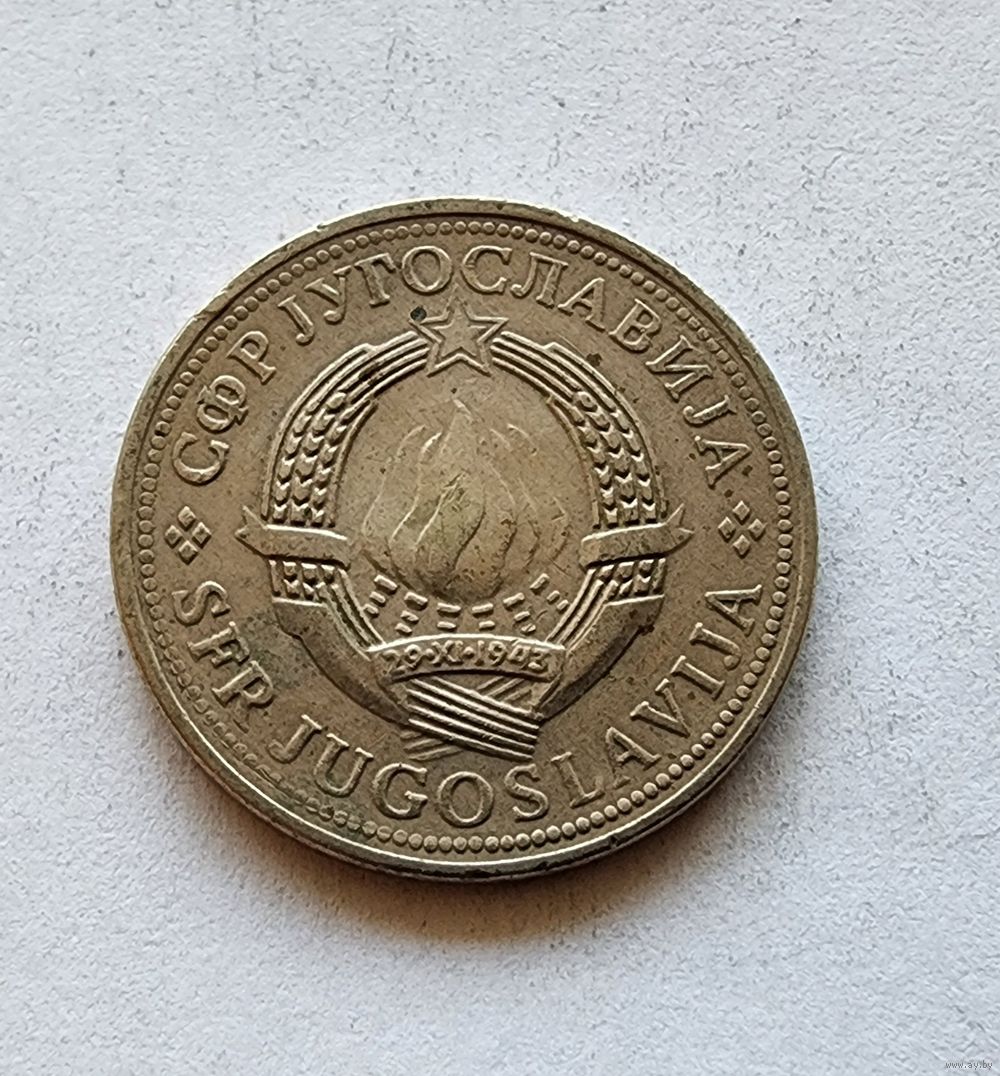 СФР ЈУГОСЛАВИЈА
29·XI·1943
SFR JUGOSLAVIJA
www.ay.by